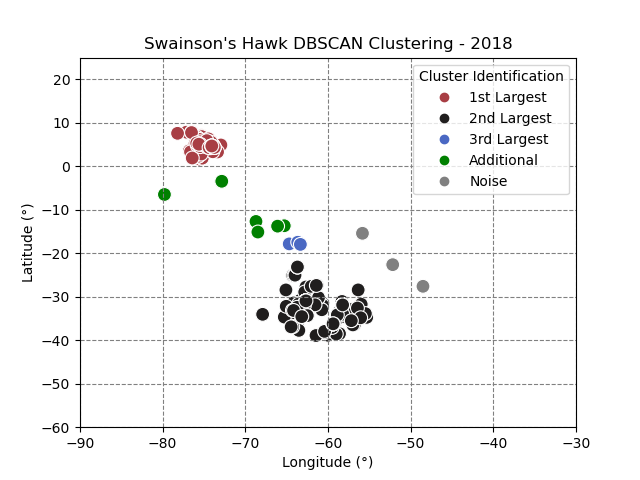 Swainson's Hawk DBSCAN Clustering - 2018
Cluster Identification
1st Largest
2nd Largest
3rd Largest
Additional
Noise
20
10
0
−10
−20
−30
−40
−50
−60
Latitude (°)
−90
−80
−70
−60
−50
−40
−30
Longitude (°)